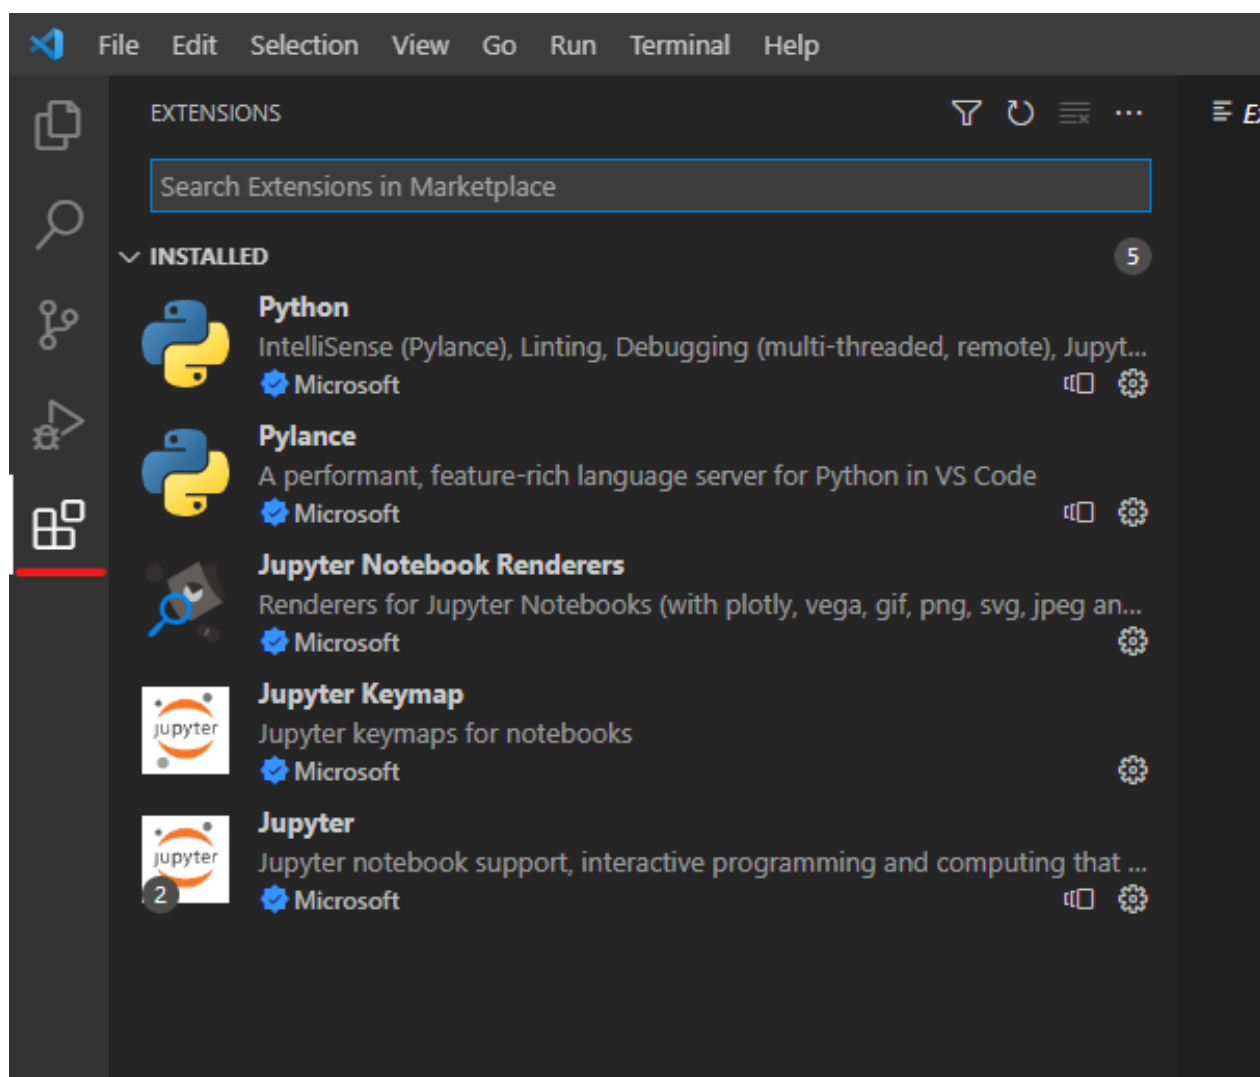 File Edit Selection View Go Run Terminal Help
EXTENSIONS
Ex
Search Extensions in Marketplace
INSTALLED
5
Python
IntelliSense (Pylance), Linting, Debugging (multi-threaded, remote), Jupyt...
Microsoft
Pylance
A performant, feature-rich language server for Python in VS Code
Microsoft
Jupyter Notebook Renderers
Renderers for Jupyter Notebooks (with plotly, vega, gif, png, svg, jpeg an...
Microsoft
jupyter
Jupyter Keymap
Jupyter keymaps for notebooks
Microsoft
jupyter
2
Jupyter
Jupyter notebook support, interactive programming and computing that ...
Microsoft